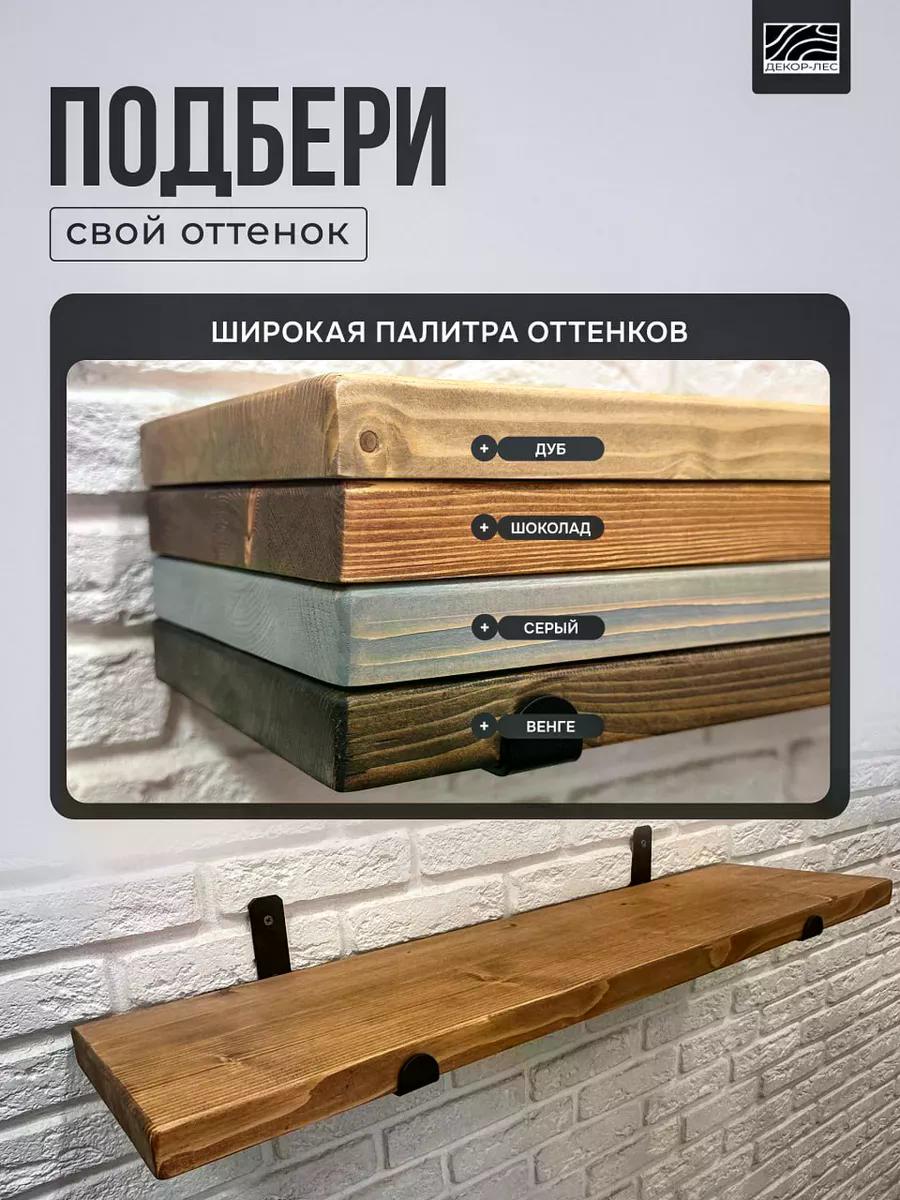 ДЕКОР-ЛЕС
ПОДБЕРИ
свой оттенок
ШИРОКАЯ ПАЛИТРА ОТТЕНКОВ
+ ДУБ
+ ШОКОЛАД
+ СЕРЫЙ
+ ВЕНГЕ